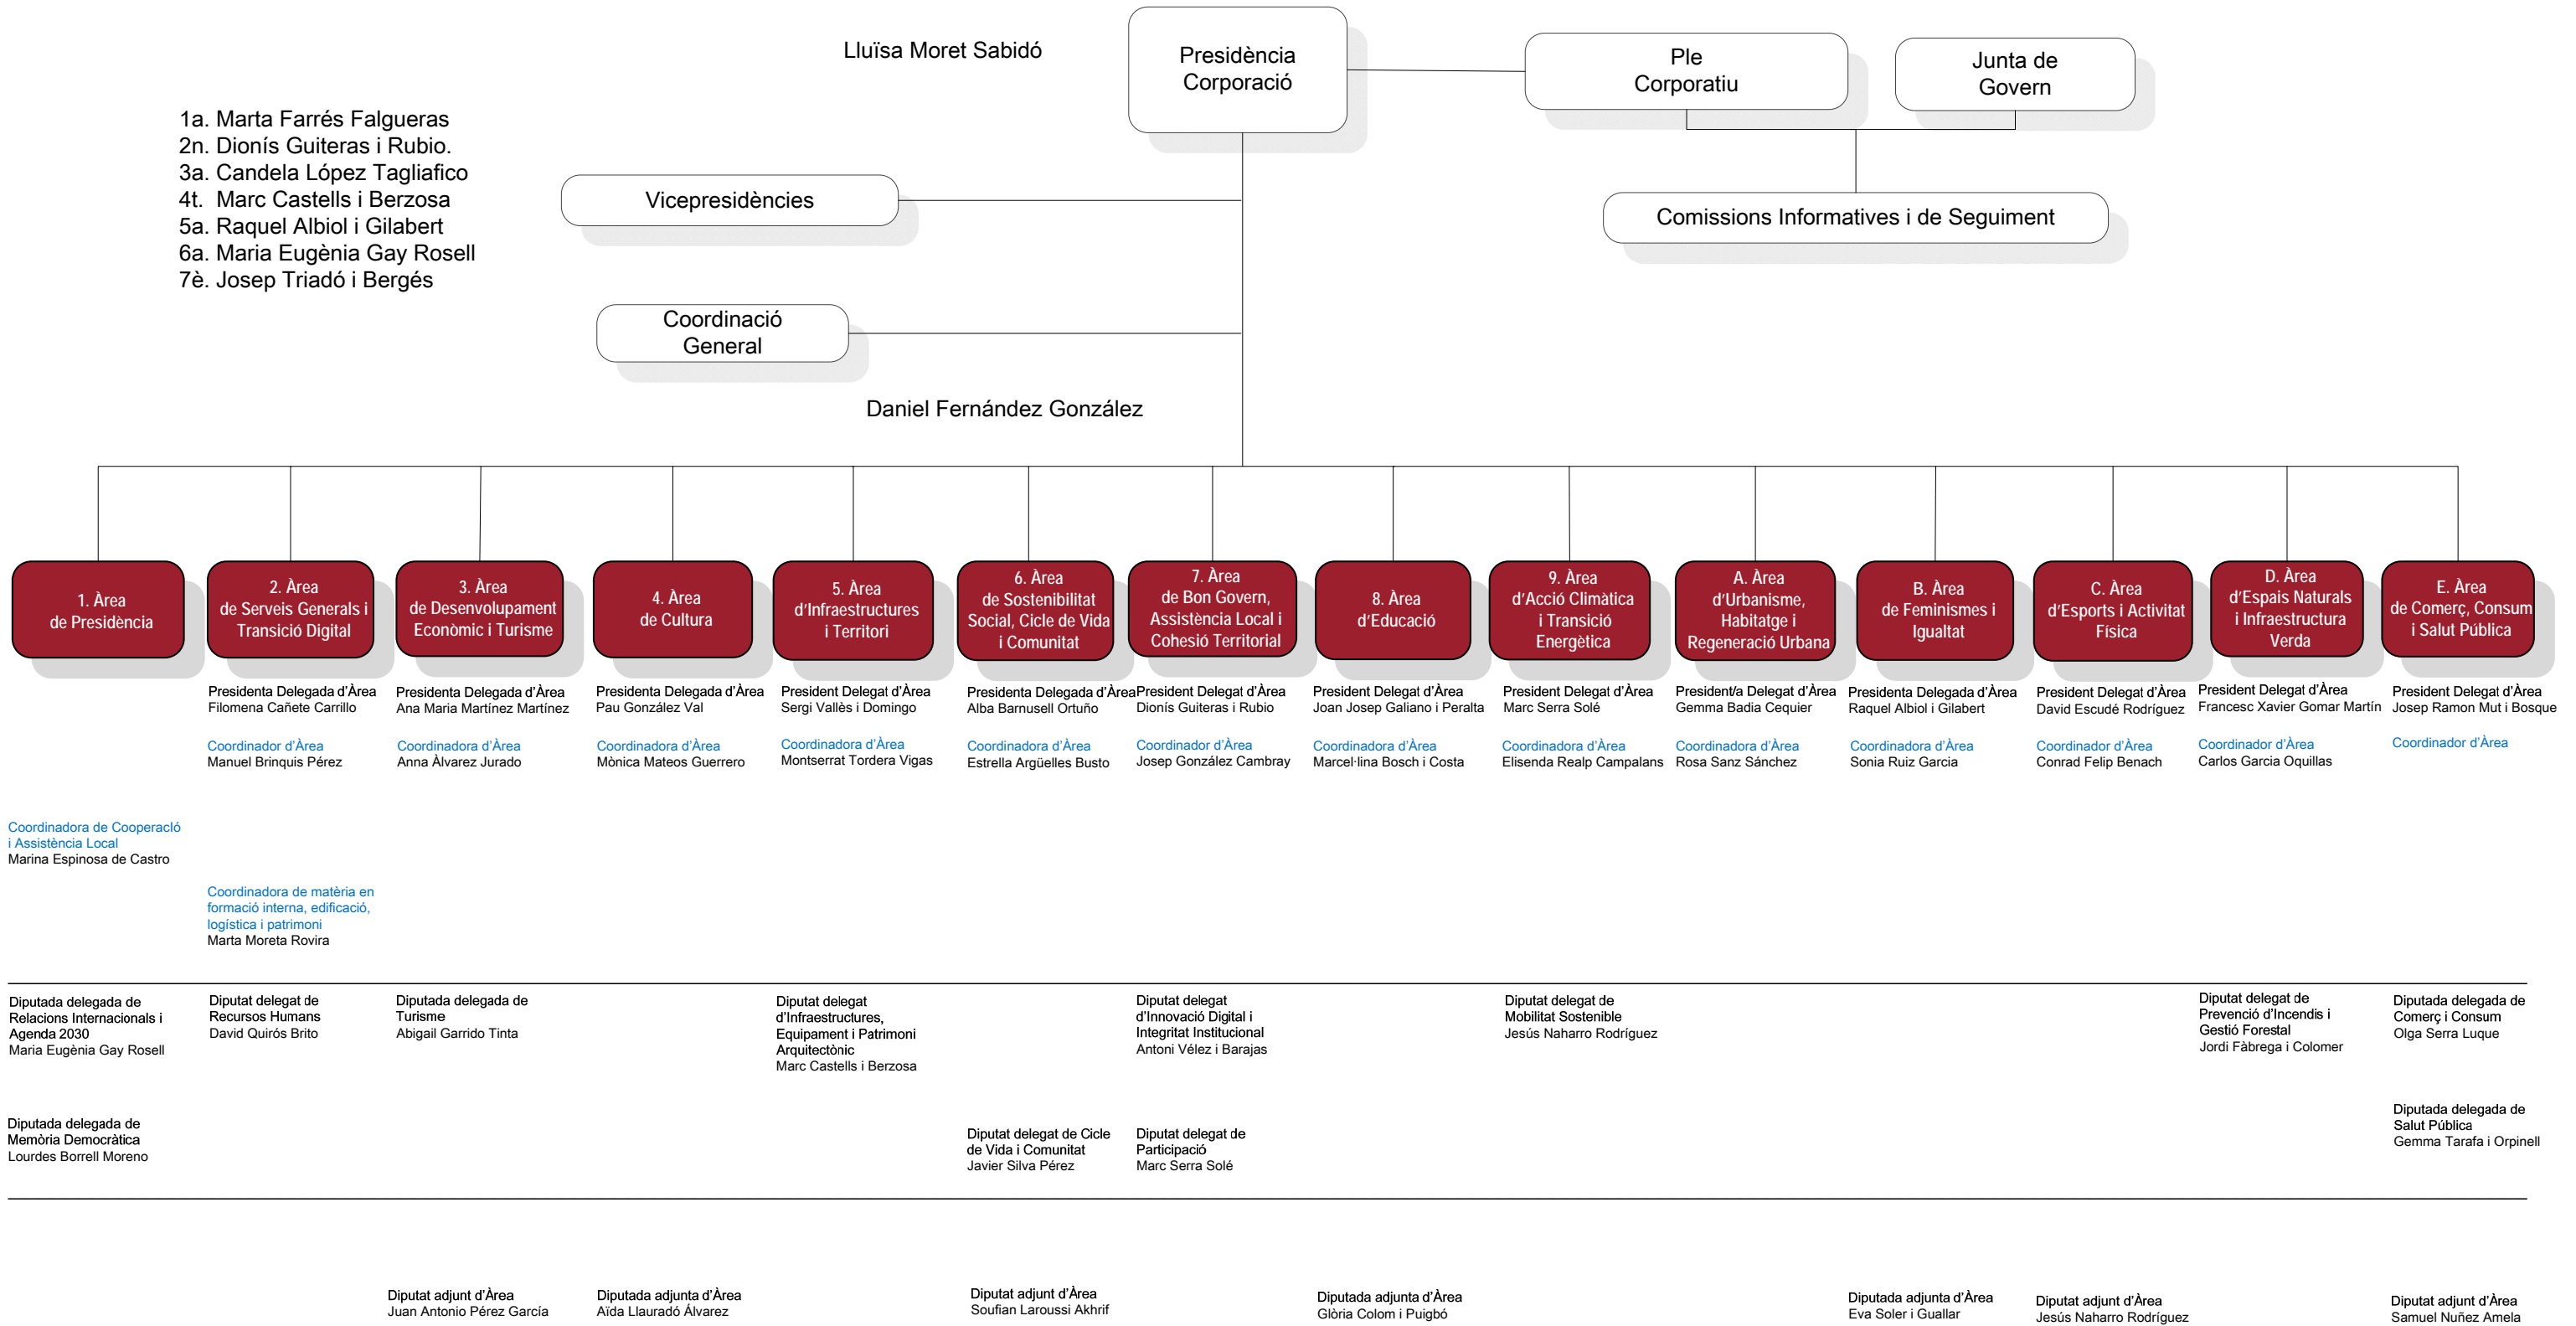 Lluïsa Moret Sabidó
Presidència
Corporació
Ple
Corporatiu
Junta de
Govern
1a. Marta Farrés Falgueras
2n. Dionís Guiteras i Rubio.
3a. Candela López Tagliafico
4t. Marc Castells i Berzosa
5a. Raquel Albiol i Gilabert
6a. Maria Eugènia Gay Rosell
7è. Josep Triadó i Bergés
Vicepresidències
Comissions Informatives i de Seguiment
Coordinació
General
Daniel Fernández González
1. Àrea
de Presidència
2. Àrea
de Serveis Generals i
Transició Digital
3. Àrea
de Desenvolupament
Econòmic i Turisme
4. Àrea
de Cultura
5. Àrea
d'Infraestructures
i Territori
6. Àrea
de Sostenibilitat
Social, Cicle de Vida
i Comunitat
7. Àrea
de Bon Govern,
Assistència Local i
Cohesió Territorial
8. Àrea
d'Educació
9. Àrea
d'Acció Climàtica
i Transició
Energètica
A. Àrea
d'Urbanisme,
Habitatge i
Regeneració Urbana
B. Àrea
de Feminismes i
Igualtat
C. Àrea
d'Esports i Activitat
Física
D. Àrea
d'Espais Naturals
i Infraestructura
Verda
E. Àrea
de Comerç, Consum
i Salut Pública
Presidenta Delegada d'Àrea
Filomena Cañete Carrillo
Presidenta Delegada d'Àrea
Ana Maria Martínez Martínez
Presidenta Delegada d'Àrea
Pau González Val
President Delegat d'Àrea
Sergi Vallès i Domingo
Presidenta Delegada d'Àrea
Alba Barnusell Ortuño
President Delegat d'Àrea
Dionís Guiteras i Rubio
President Delegat d'Àrea
Joan Josep Galiano i Peralta
President Delegat d'Àrea
Marc Serra Solé
President/a Delegat d'Àrea
Gemma Badia Cequier
Presidenta Delegada d'Àrea
Raquel Albiol i Gilabert
President Delegat d'Àrea
David Escudé Rodríguez
President Delegat d'Àrea
Francesc Xavier Gomar Martín
President Delegat d'Àrea
Josep Ramon Mut i Bosque
Coordinador d'Àrea
Manuel Brinquis Pérez
Coordinadora d'Àrea
Anna Àlvarez Jurado
Coordinadora d'Àrea
Mònica Mateos Guerrero
Coordinadora d'Àrea
Montserrat Tordera Vigas
Coordinadora d'Àrea
Estrella Argüelles Busto
Coordinador d'Àrea
Josep González Cambray
Coordinadora d'Àrea
Marcel·lina Bosch i Costa
Coordinadora d'Àrea
Elisenda Realp Campalans
Coordinadora d'Àrea
Rosa Sanz Sánchez
Coordinadora d'Àrea
Sonia Ruiz Garcia
Coordinador d'Àrea
Conrad Felip Benach
Coordinador d'Àrea
Carlos Garcia Oquillas
Coordinador d'Àrea
Coordinadora de Cooperacló
i Assistència Local
Marina Espinosa de Castro
Coordinadora de matèria en
formació interna, edificació,
logística i patrimoni
Marta Moreta Rovira
Diputada delegada de
Relacions Internacionals i
Agenda 2030
Maria Eugènia Gay Rosell
Diputat delegat de
Recursos Humans
David Quirós Brito
Diputada delegada de
Turisme
Abigail Garrido Tinta
Diputat delegat
d'Infraestructures,
Equipament i Patrimoni
Arquitectònic
Marc Castells i Berzosa
Diputat delegat
d'Innovació Digital i
Integritat Institucional
Antoni Vélez i Barajas
Diputat delegat de
Mobilitat Sostenible
Jesús Naharro Rodríguez
Diputat delegat de
Prevenció d'Incendis i
Gestió Forestal
Jordi Fàbrega i Colomer
Diputada delegada de
Comerç i Consum
Olga Serra Luque
Diputada delegada de
Memòria Democràtica
Lourdes Borrell Moreno
Diputat delegat de Cicle
de Vida i Comunitat
Javier Silva Pérez
Diputat delegat de
Participació
Marc Serra Solé
Diputada delegada de
Salut Pública
Gemma Tarafa i Orpinell
Diputat adjunt d'Àrea
Juan Antonio Pérez García
Diputada adjunta d'Àrea
Aïda Llauradó Álvarez
Diputat adjunt d'Àrea
Soufian Laroussi Akhrif
Diputada adjunta d'Àrea
Glòria Colom i Puigbó
Diputada adjunta d'Àrea
Eva Soler i Guallar
Diputat adjunt d'Àrea
Jesús Naharro Rodríguez
Diputat adjunt d'Àrea
Samuel Nuñez Amela